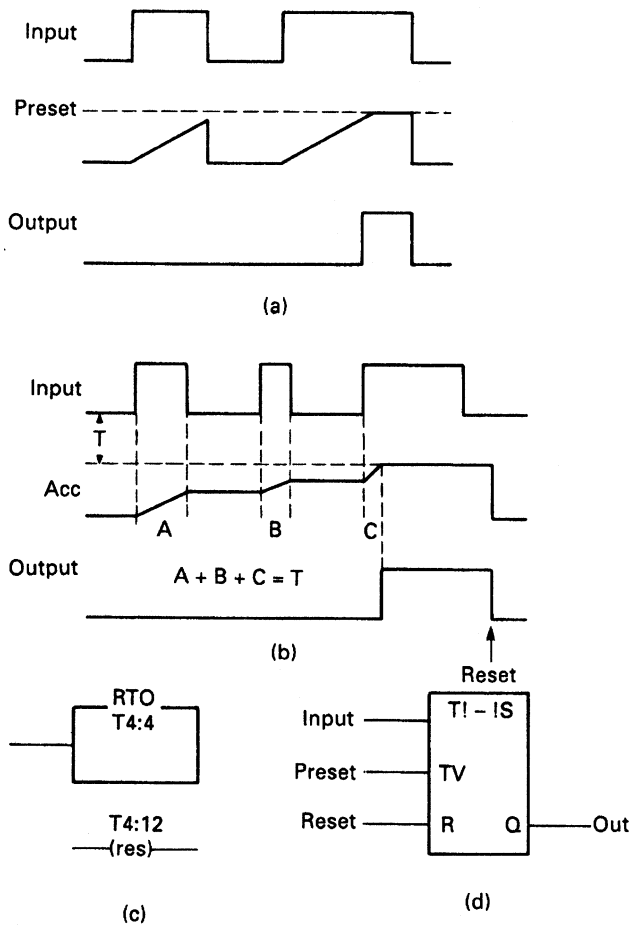 Input
Preset
Output
(a)
Input
T
Acc
A
B
C
Output
A + B + C = T
(b)
Reset
RTO
T4:4
T4:12
(res)
(c)
T! – !S
Input
Preset
TV
Reset
R
Q
Out
(d)